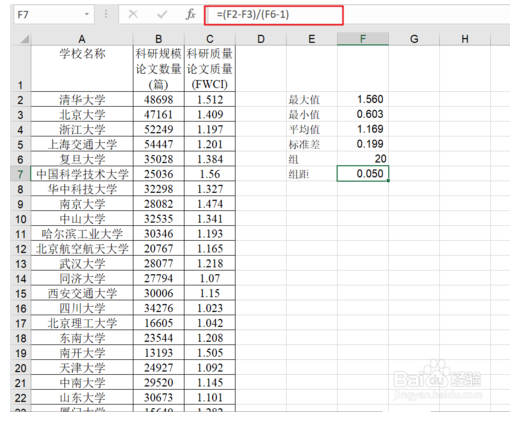 F7 fx =(F2-F3)/(F6-1)
A B C D E F G H
1 学校名称 科研规模论文数量(篇) 科研质量论文质量(FWCI)
2 清华大学 48698 1.512 最大值 1.560
3 北京大学 47161 1.409 最小值 0.603
4 浙江大学 52249 1.197 平均值 1.169
5 上海交通大学 54447 1.201 标准差 0.199
6 复旦大学 35028 1.384 组 20
7 中国科学技术大学 25036 1.56 组距 0.050
8 华中科技大学 32298 1.327
9 南京大学 28082 1.474
10 中山大学 32535 1.341
11 哈尔滨工业大学 30346 1.193
12 北京航空航天大学 20767 1.165
13 武汉大学 28077 1.218
14 同济大学 27794 1.07
15 西安交通大学 30006 1.15
16 四川大学 34276 1.023
17 北京理工大学 16605 1.042
18 东南大学 23544 1.208
19 南开大学 13193 1.505
20 天津大学 24927 1.092
21 中南大学 29520 1.145
22 山东大学 30673 1.101
Baidu 经验
jingyan.baidu.com